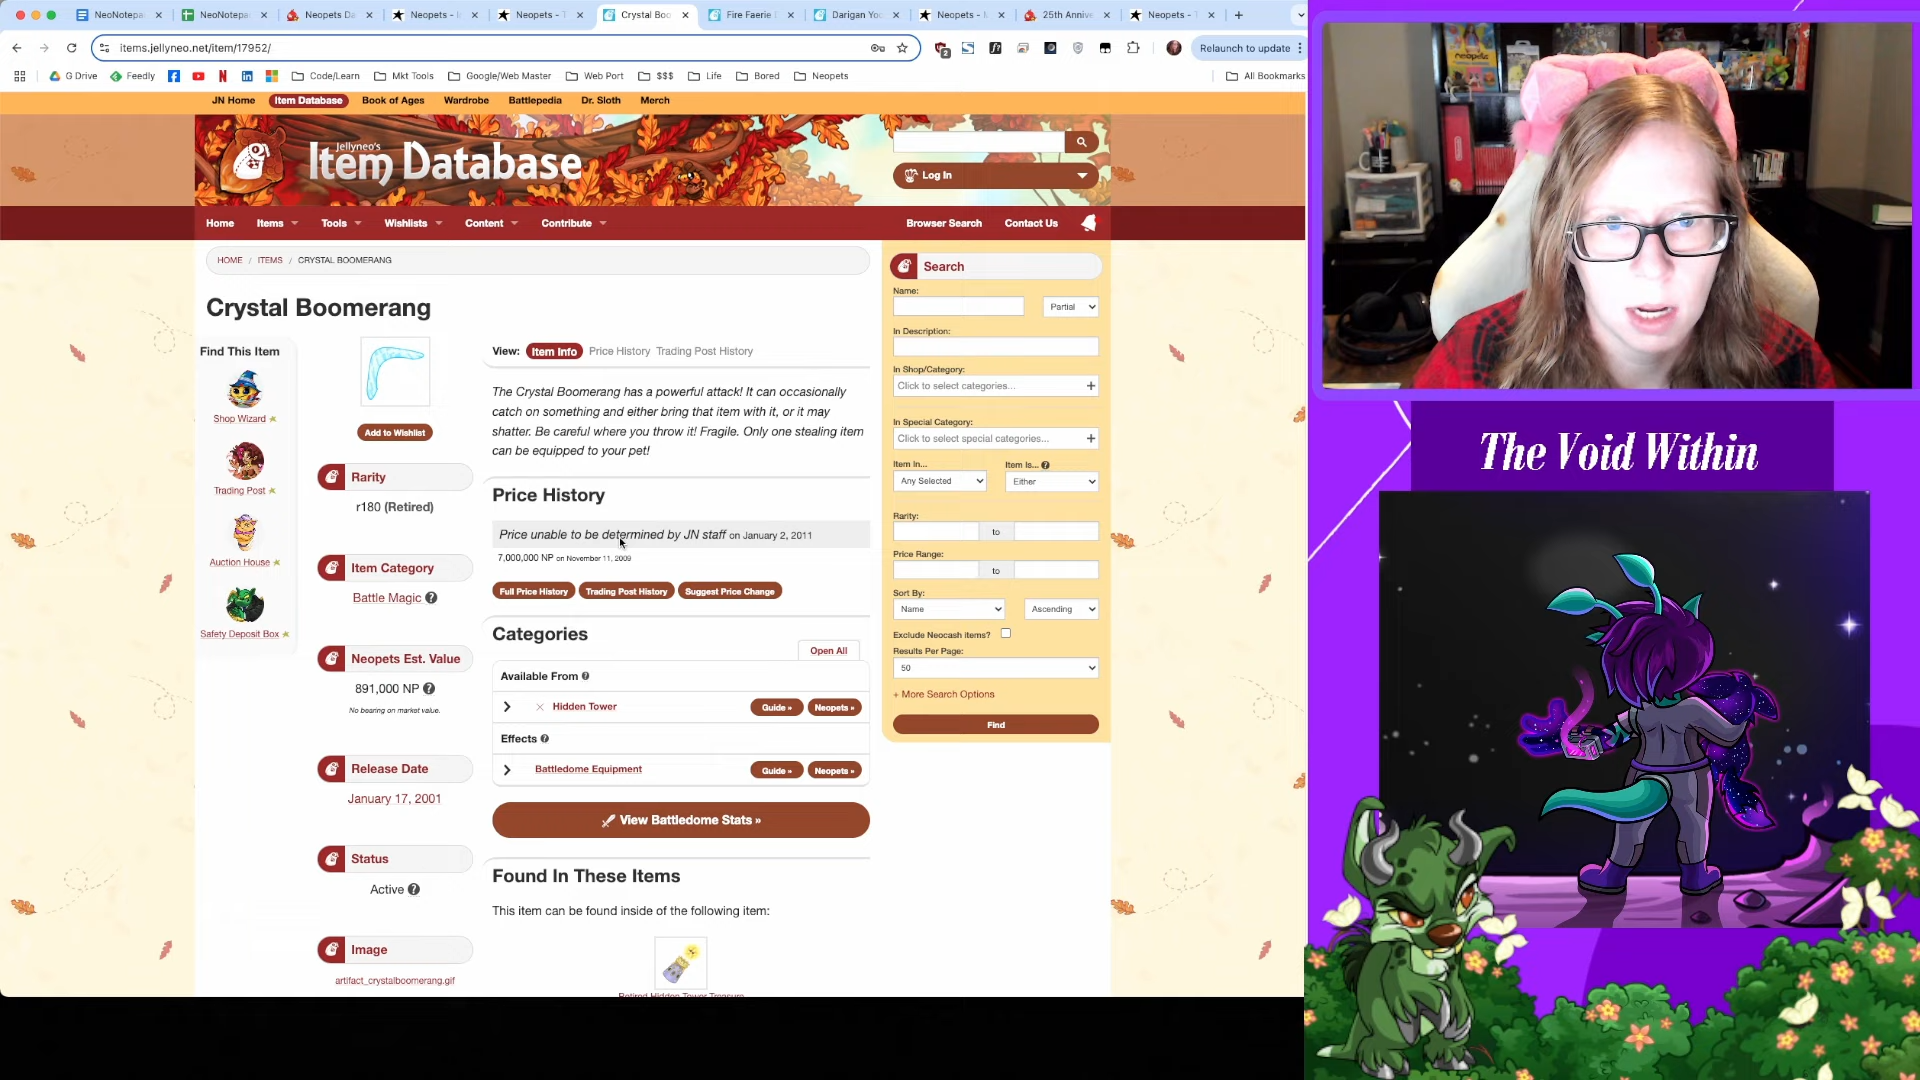 NeoNotepa
NeoNotepa
Neopets Da
Neopets - I
Neopets - T
Crystal Boo
Fire Faerie D
Darigan Yoo
Neopets -
25th Annive
Neopets -
items.jellyneo.net/item/17952/
Relaunch to update
G Drive
Feedly
Code/Learn
Mkt Tools
Google/Web Master
Web Port
$$$
Life
Bored
Neopets
All Bookmarks
JN Home
Item Database
Book of Ages
Wardrobe
Battlepedia
Dr. Sloth
Merch
Jellyneo's
Item Database
Log In
Home
Items
Tools
Wishlists
Content
Contribute
Browser Search
Contact Us
HOME / ITEMS / CRYSTAL BOOMERANG
Crystal Boomerang
Find This Item
Shop Wizard
Trading Post
Auction House
Safety Deposit Box
Add to Wishlist
Rarity
r180 (Retired)
Item Category
Battle Magic
Neopets Est. Value
891,000 NP
No bearing on market value.
Release Date
January 17, 2001
Status
Active
Image
artifact_crystalboomerang.gif
View: Item Info Price History Trading Post History
The Crystal Boomerang has a powerful attack! It can occasionally
catch on something and either bring that item with it, or it may
shatter. Be careful where you throw it! Fragile. Only one stealing item
can be equipped to your pet!
Price History
Price unable to be determined by JN staff on January 2, 2011
7,000,000 NP on November 11, 2009
Full Price History
Trading Post History
Suggest Price Change
Categories
Open All
Available From
Hidden Tower
Guide »
Neopets »
Effects
Battledome Equipment
Guide »
Neopets »
View Battledome Stats »
Found In These Items
This item can be found inside of the following item:
Retired Hidden Tower Treasure
Search
Name:
Partial
In Description:
In Shop/Category:
Click to select categories... +
In Special Category:
Click to select special categories... +
Item In...
Item Is...
Any Selected
Either
Rarity:
to
Price Range:
to
Sort By:
Name
Ascending
Exclude Neocash items?
Results Per Page:
50
+ More Search Options
Find
neopets
The Void Within